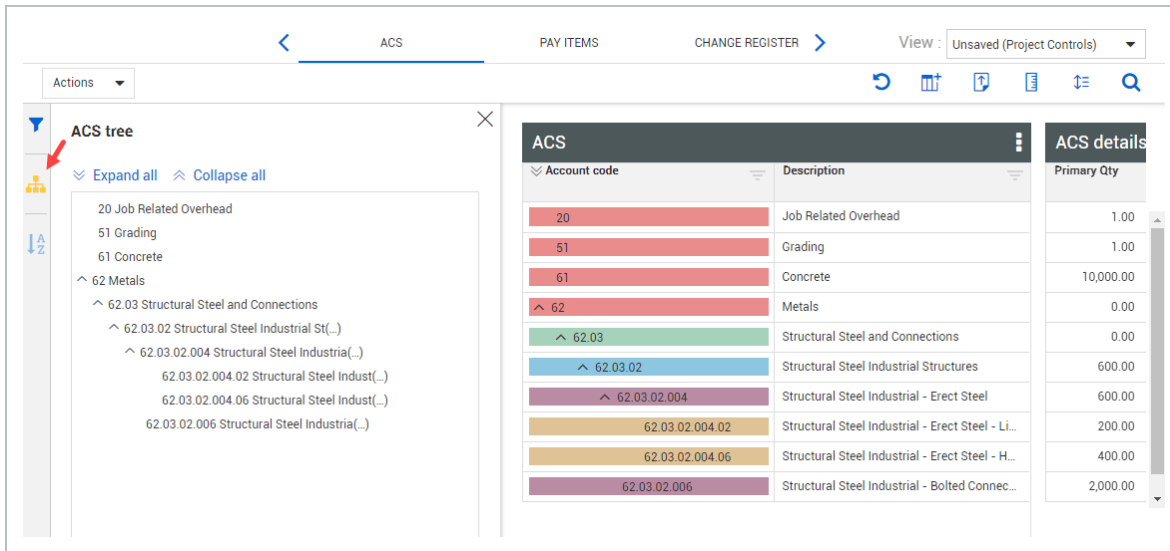 ACS PAY ITEMS CHANGE REGISTER View : Unsaved (Project Controls)
Actions
ACS tree
Expand all Collapse all
20 Job Related Overhead
51 Grading
61 Concrete
62 Metals
62.03 Structural Steel and Connections
62.03.02 Structural Steel Industrial St(...)
62.03.02.004 Structural Steel Industria(...)
62.03.02.004.02 Structural Steel Indust(...)
62.03.02.004.06 Structural Steel Indust(...)
62.03.02.006 Structural Steel Industria(...)
ACS ACS details
Account code Description Primary Qty
20 Job Related Overhead 1.00
51 Grading 1.00
61 Concrete 10,000.00
62 Metals 0.00
62.03 Structural Steel and Connections 0.00
62.03.02 Structural Steel Industrial Structures 600.00
62.03.02.004 Structural Steel Industrial - Erect Steel 600.00
62.03.02.004.02 Structural Steel Industrial - Erect Steel - Li... 200.00
62.03.02.004.06 Structural Steel Industrial - Erect Steel - H... 400.00
62.03.02.006 Structural Steel Industrial - Bolted Connec... 2,000.00